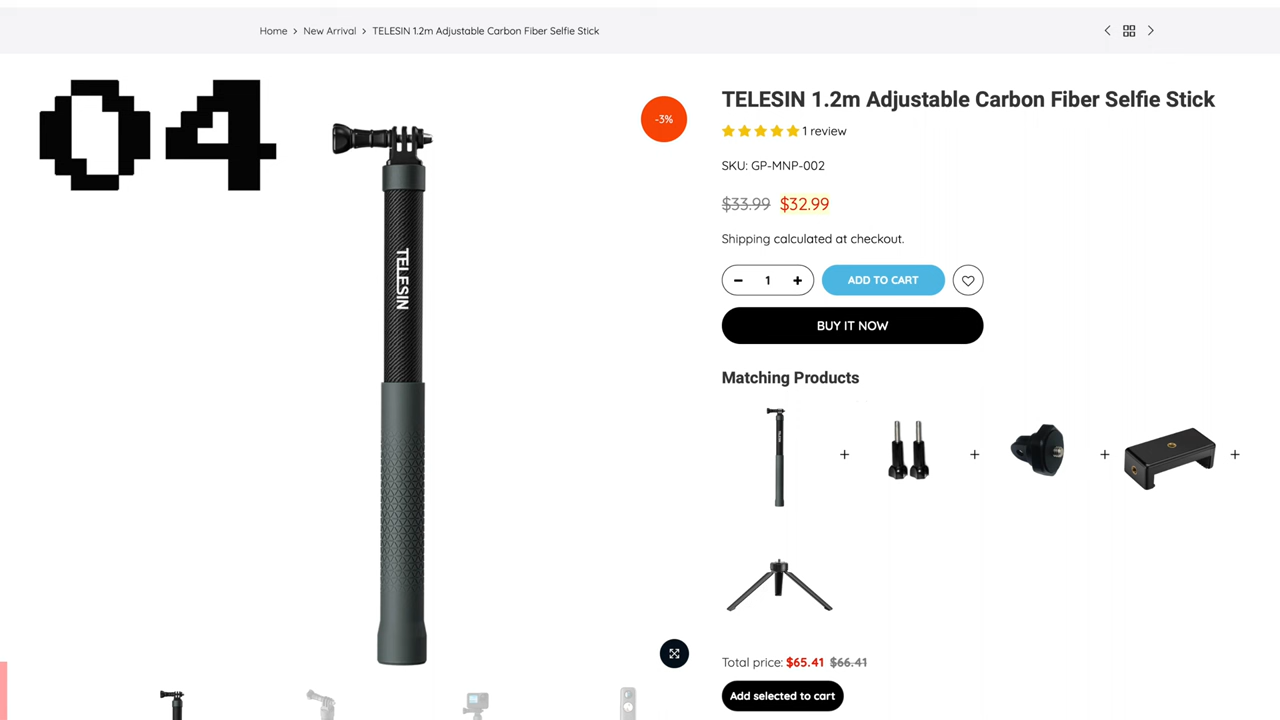 Home > New Arrival > TELESIN 1.2m Adjustable Carbon Fiber Selfie Stick
04
-3%
TELESIN
TELESIN 1.2m Adjustable Carbon Fiber Selfie Stick
1 review
SKU: GP-MNP-002
$33.99 $32.99
Shipping calculated at checkout.
− 1 + ADD TO CART
BUY IT NOW
Matching Products
+ + + +
Total price: $65.41 $66.41
Add selected to cart